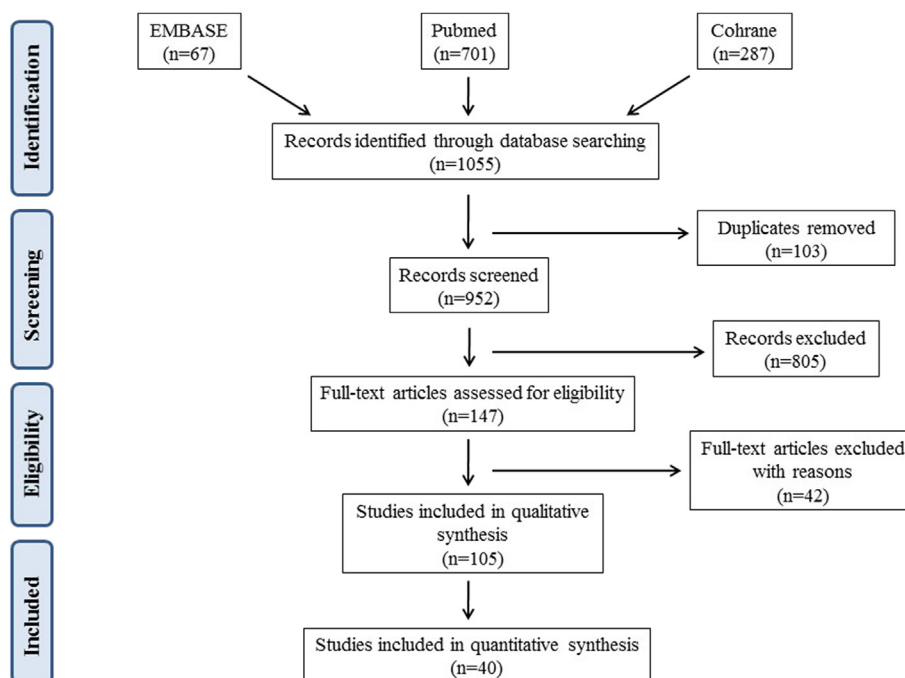 Identification
EMBASE
(n=67)
Pubmed
(n=701)
Cohrane
(n=287)
Records identified through database searching
(n=1055)
Screening
Duplicates removed
(n=103)
Records screened
(n=952)
Records excluded
(n=805)
Eligibility
Full-text articles assessed for eligibility
(n=147)
Full-text articles excluded
with reasons
(n=42)
Studies included in qualitative
synthesis
(n=105)
Included
Studies included in quantitative synthesis
(n=40)